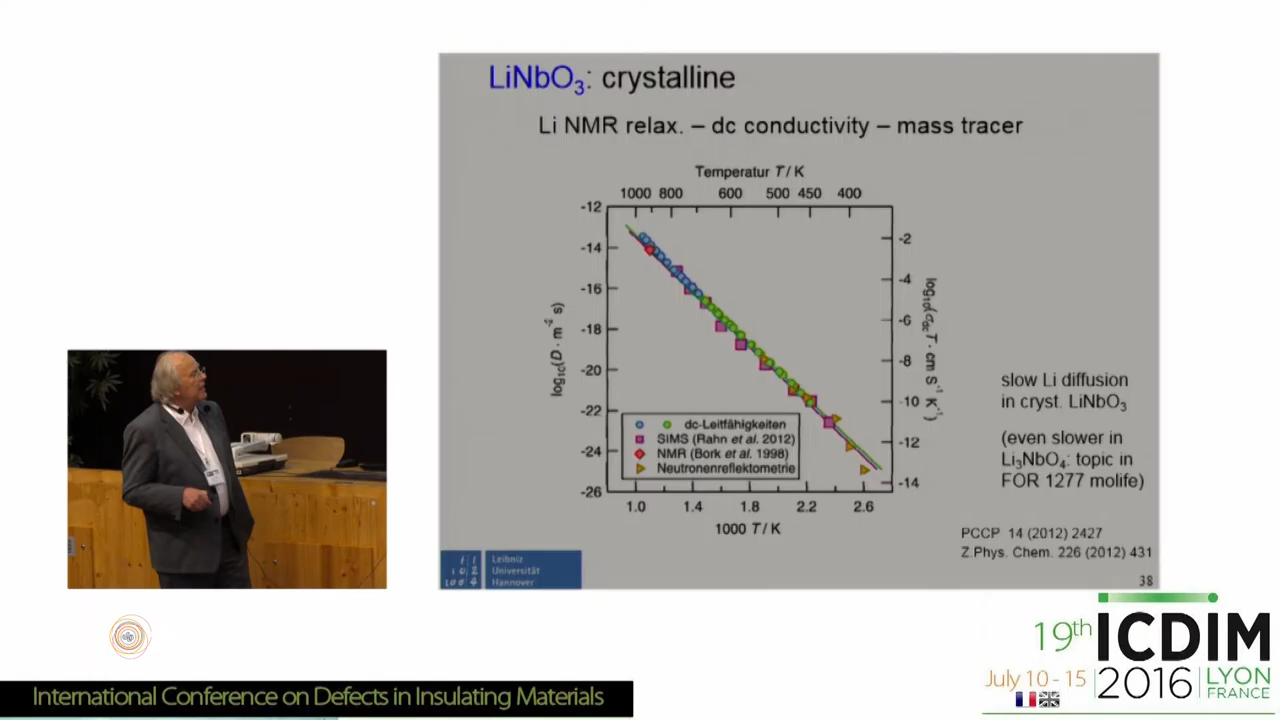 LiNbO₃: crystalline
Li NMR relax. – dc conductivity – mass tracer
Temperatur T / K
1000 800 600 500 450 400
-12
-14
-16
-18
-20
-22
-24
-26
-2
-4
-6
-8
-10
-12
-14
log₁₀(σdcT · cm S⁻¹ K⁻¹)
dc-Leitfähigkeiten
SIMS (Rahn et al. 2012)
NMR (Bork et al. 1998)
Neutronenreflektometrie
1.0 1.4 1.8 2.2 2.6
1000 T / K
slow Li diffusion
in cryst. LiNbO₃
(even slower in
Li₃NbO₄: topic in
FOR 1277 molife)
PCCP 14 (2012) 2427
Z.Phys. Chem. 226 (2012) 431
Leibniz
Universität
Hannover
38
19th ICDIM
July 10 - 15 2016 LYON
FRANCE
International Conference on Defects in Insulating Materials